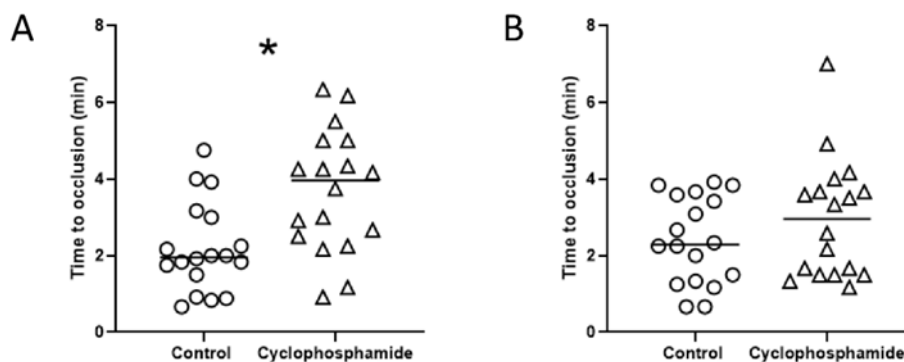 A
Time to occlusion (min)
8
6
4
2
0
*
Control Cyclophosphamide
B
Time to occlusion (min)
8
6
4
2
0
Control Cyclophosphamide